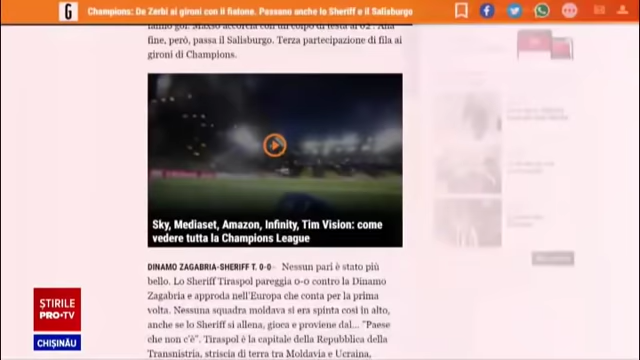 G
Champions: De Zerbi ai gironi con il fiatone. Passano anche lo Sheriff e il Salisburgo
fine, però, passa il Salisburgo. Terza partecipazione di fila ai
gironi di Champions.
Sky, Mediaset, Amazon, Infinity, Tim Vision: come
vedere tutta la Champions League
DINAMO ZAGABRIA-SHERIFF T. 0-0 – Nessun pari è stato più
bello. Lo Sheriff Tiraspol pareggia 0-0 contro la Dinamo
Zagabria e approda nell'Europa che conta per la prima
volta. Nessuna squadra moldava si era spinta così in alto,
anche se lo Sheriff si allena, gioca e proviene dal... "Paese
che non c'è". Tiraspol è la capitale della Repubblica della
Transnistria, striscia di terra tra Moldavia e Ucraina,
ȘTIRILE
PRO•TV
CHIȘINĂU